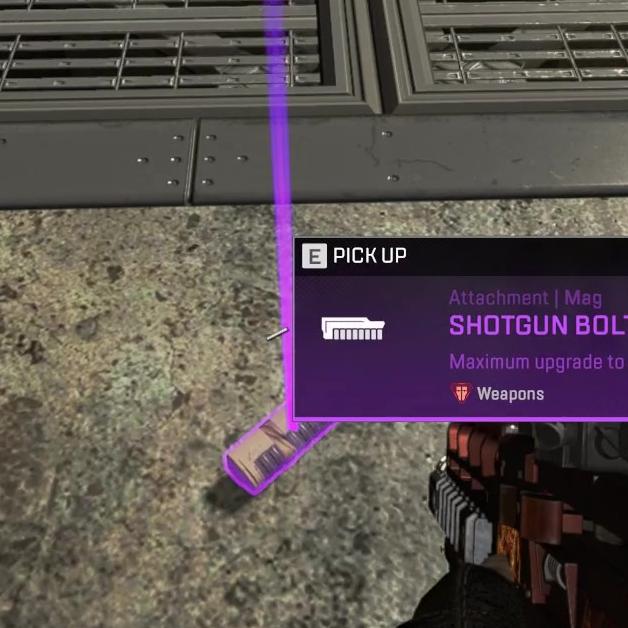 E PICK UP
Attachment | Mag
SHOTGUN BOLT
Maximum upgrade to
Weapons